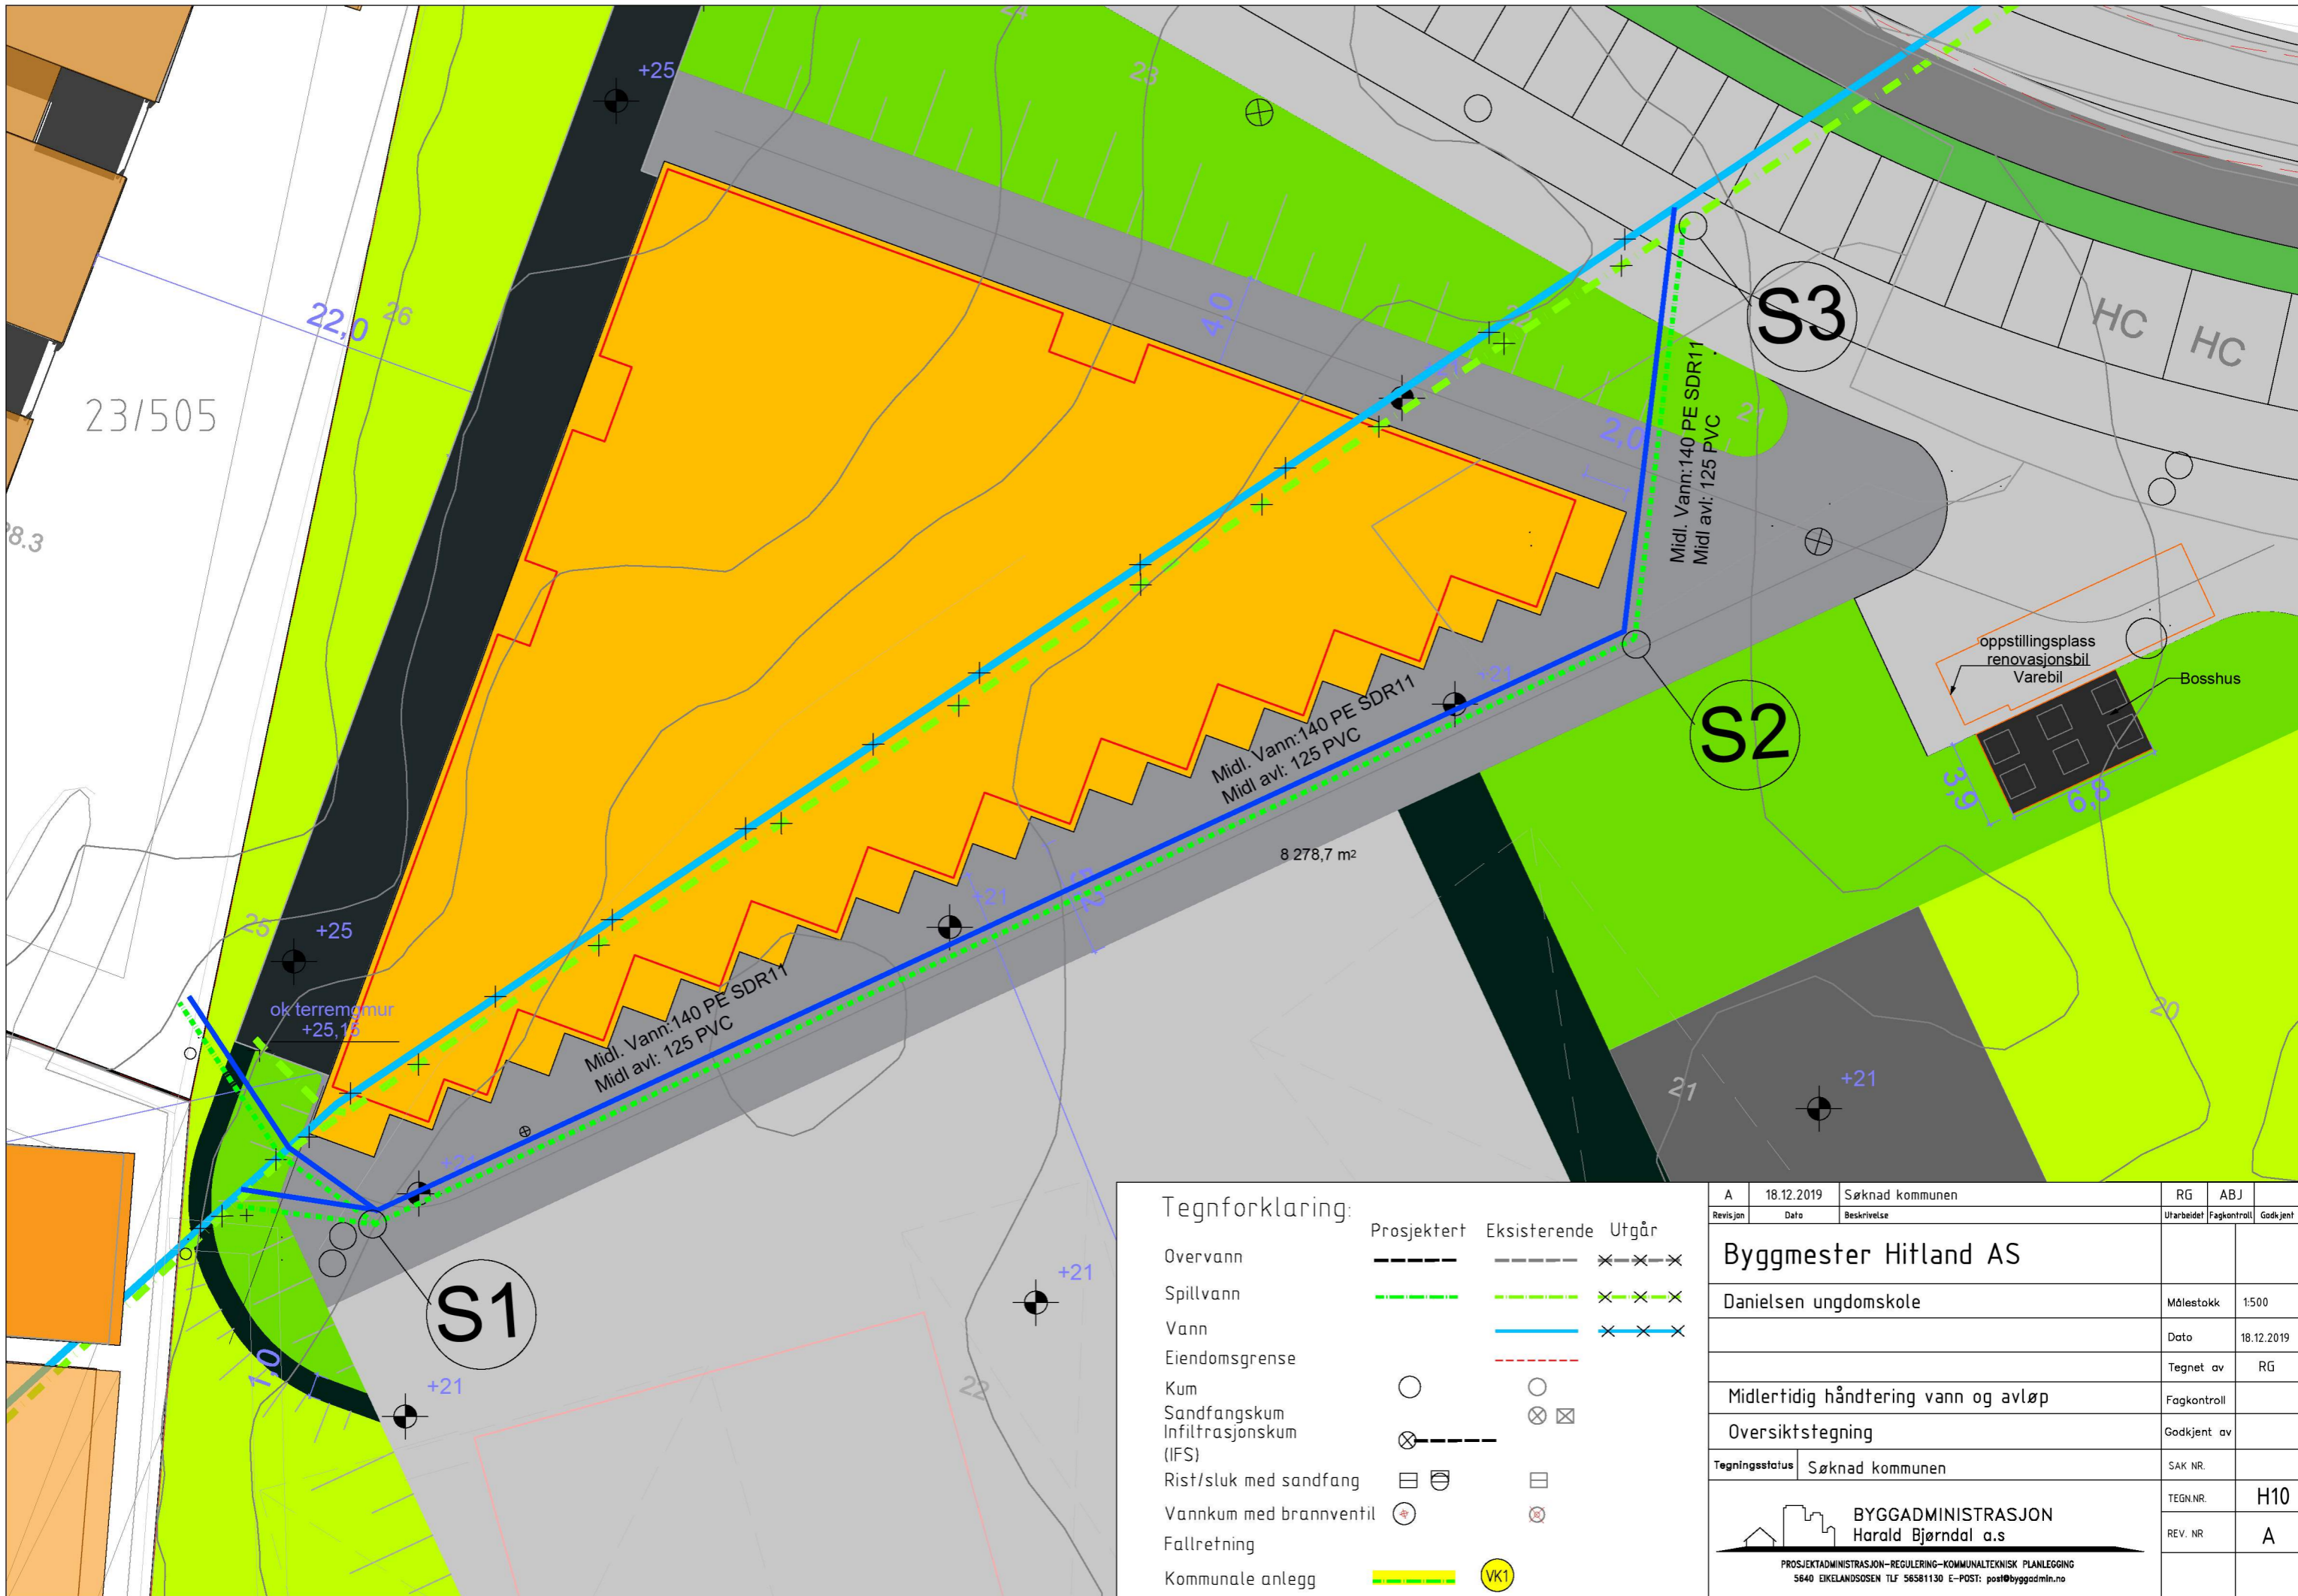 24
+25
23
22,0
26
23/505
4,0
S3
HC
HC
21
2,0
Midl. Vann:140 PE SDR11
Midl avl: 125 PVC
oppstillingsplass
renovasjonsbil
Varebil
Bosshus
3,9
6,8
+21
S2
Midl. Vann:140 PE SDR11
Midl avl: 125 PVC
8 278,7 m²
+21
25
+25
ok terremgmur
+25,15
Midl. Vann:140 PE SDR11
Midl avl: 125 PVC
20
21
+21
+21
S1
+21
1,0
+21
22
Tegnforklaring:
Prosjektert Eksisterende Utgår
Overvann
Spillvann
Vann
Eiendomsgrense
Kum
Sandfangskum
Infiltrasjonskum
(IFS)
Rist/sluk med sandfang
Vannkum med brannventil
Fallretning
Kommunale anlegg VK1
A 18.12.2019 Søknad kommunen RG ABJ
Revisjon Dato Beskrivelse Utarbeidet Fagkontroll Godkjent
Byggmester Hitland AS
Danielsen ungdomskole
Målestokk 1:500
Dato 18.12.2019
Tegnet av RG
Midlertidig håndtering vann og avløp
Fagkontroll
Oversiktstegning
Godkjent av
Tegningsstatus Søknad kommunen
SAK NR.
TEGN.NR. H10
BYGGADMINISTRASJON
Harald Bjørndal a.s
REV. NR A
PROSJEKTADMINISTRASJON-REGULERING-KOMMUNALTEKNISK PLANLEGGING
5640 EIKELANDSOSEN TLF 56581130 E-POST: post@byggadmin.no